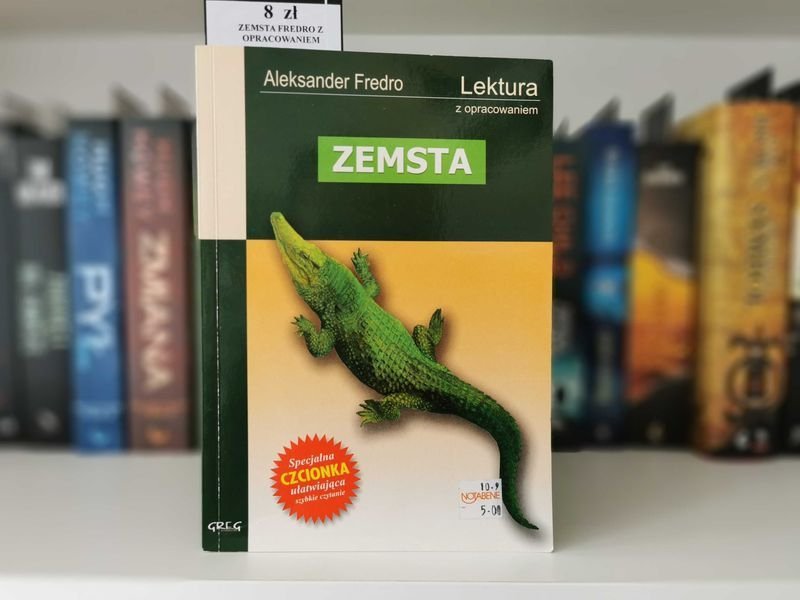 8 zł
ZEMSTA FREDRO Z
OPRACOWANIEM
Aleksander Fredro
Lektura
z opracowaniem
ZEMSTA
Specjalna
CZCIONKA
ułatwiająca
szybkie czytanie
10-9
NOTABENE
5-00
GREG
PYŁ
ZMIANA